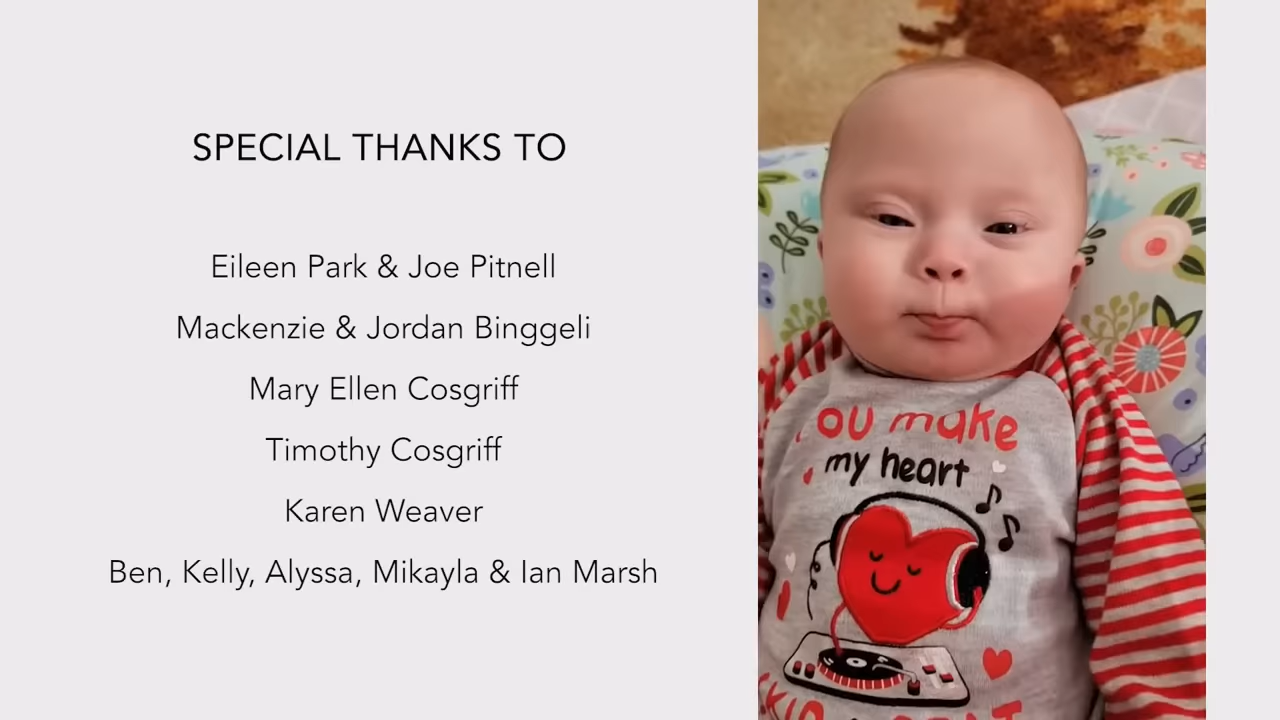 SPECIAL THANKS TO
Eileen Park & Joe Pitnell
Mackenzie & Jordan Binggeli
Mary Ellen Cosgriff
Timothy Cosgriff
Karen Weaver
Ben, Kelly, Alyssa, Mikayla & Ian Marsh
you make
my heart